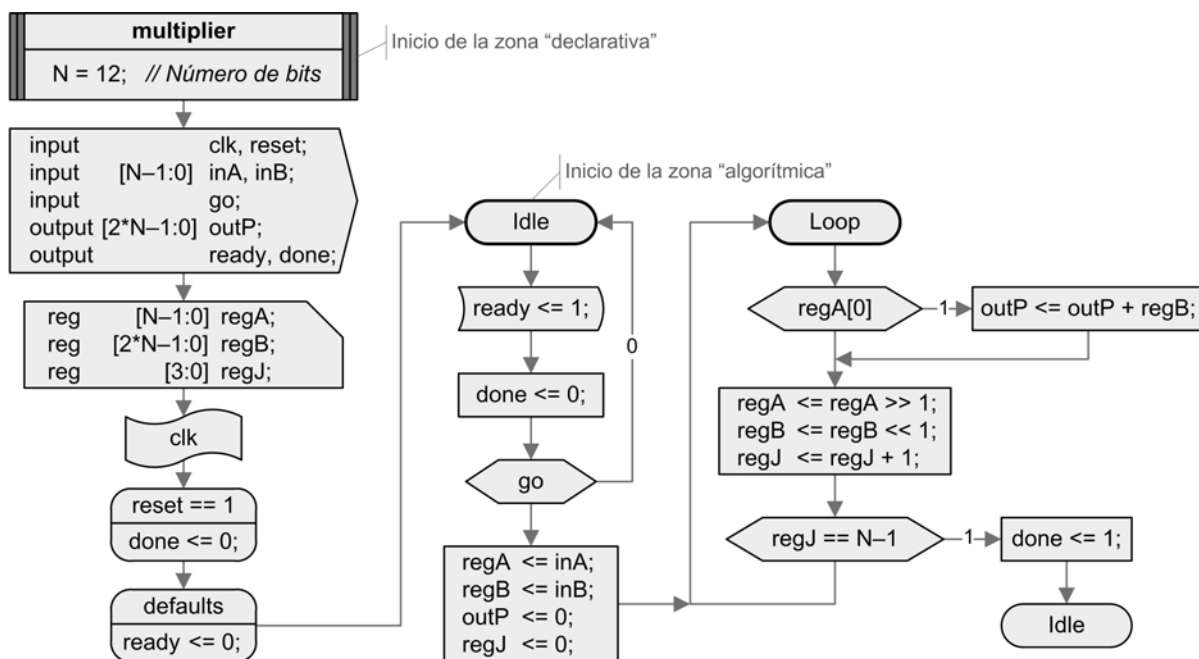 multiplier
N = 12;   // Número de bits
Inicio de la zona “declarativa”
input clk, reset;
input [N–1:0] inA, inB;
input go;
output [2*N–1:0] outP;
output ready, done;
reg [N–1:0] regA;
reg [2*N–1:0] regB;
reg [3:0] regJ;
clk
reset == 1
done <= 0;
defaults
ready <= 0;
Inicio de la zona “algorítmica”
Idle
ready <= 1;
0
done <= 0;
go
regA <= inA;
regB <= inB;
outP <= 0;
regJ <= 0;
Loop
regA[0]
1
outP <= outP + regB;
regA <= regA >> 1;
regB <= regB << 1;
regJ <= regJ + 1;
regJ == N–1
1
done <= 1;
Idle